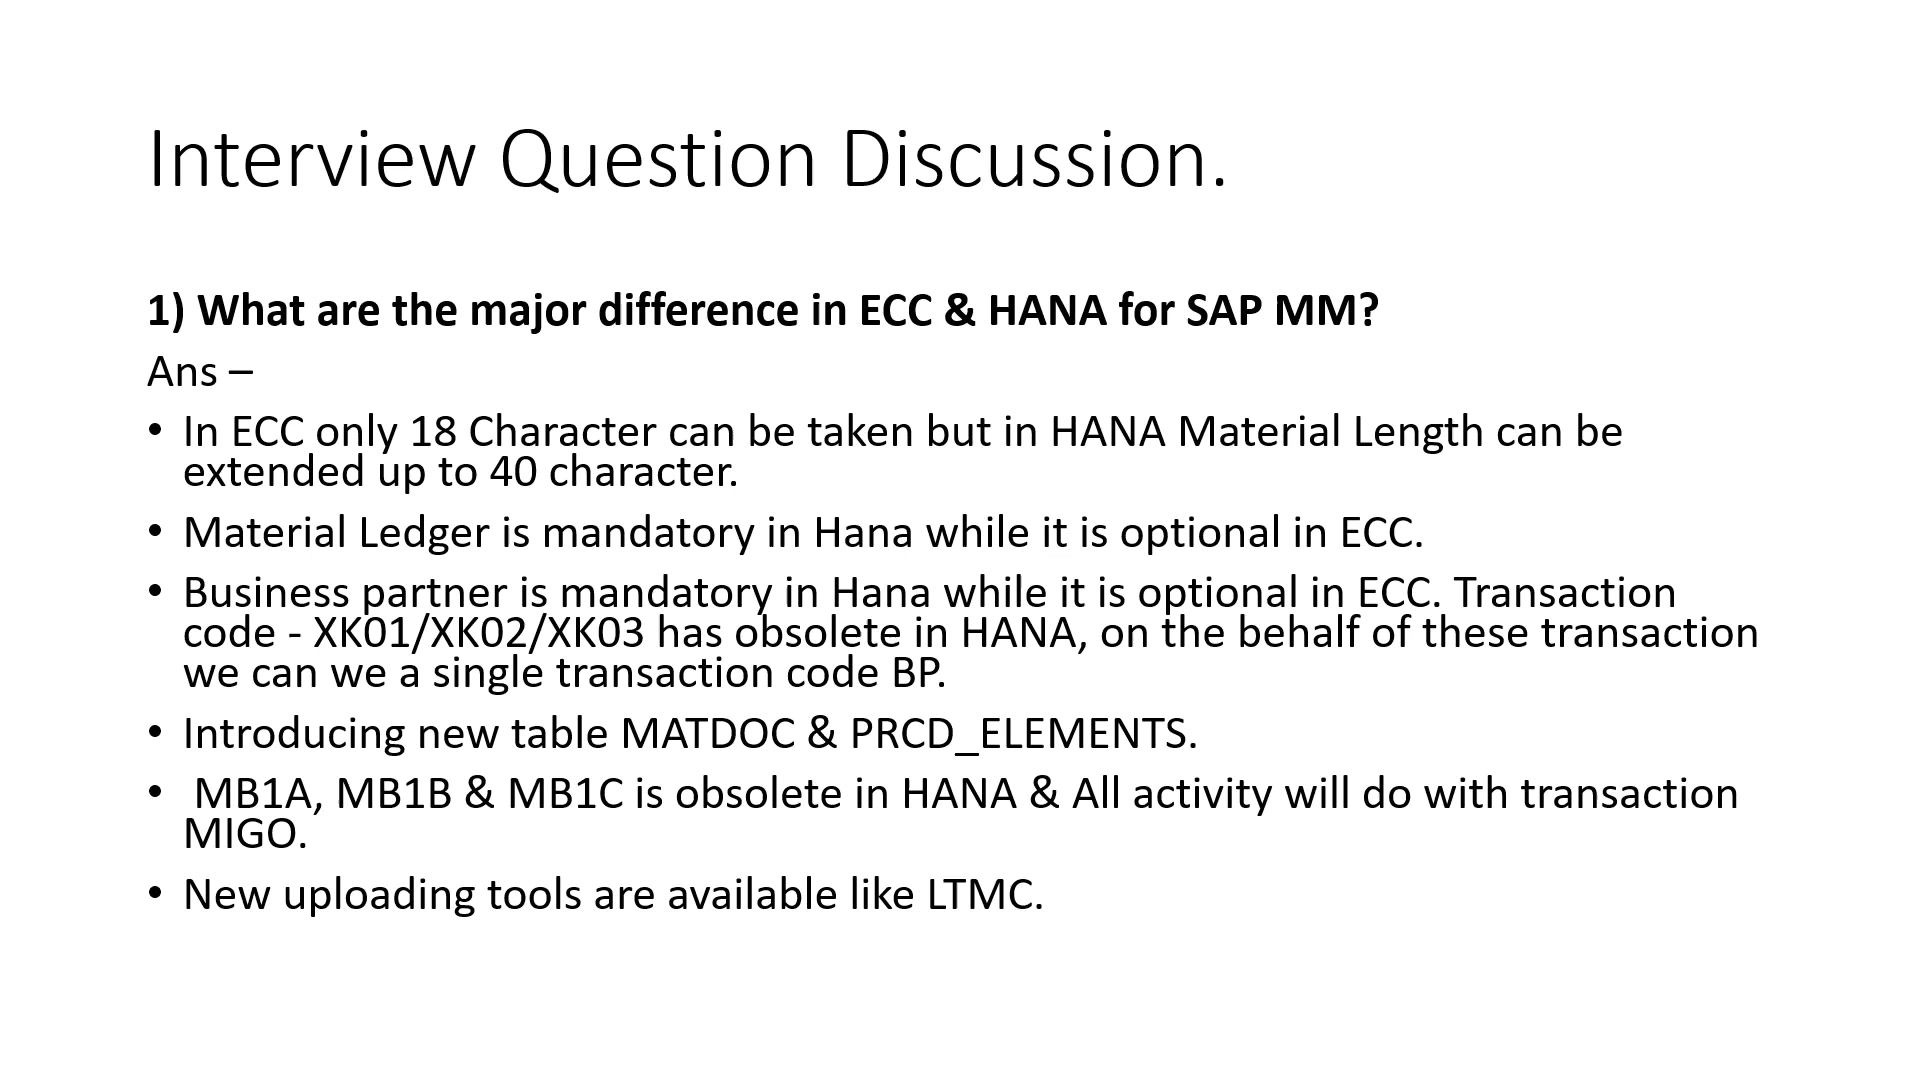 Interview Question Discussion.
1) What are the major difference in ECC & HANA for SAP MM?
Ans –
• In ECC only 18 Character can be taken but in HANA Material Length can be
extended up to 40 character.
• Material Ledger is mandatory in Hana while it is optional in ECC.
• Business partner is mandatory in Hana while it is optional in ECC. Transaction
code - XK01/XK02/XK03 has obsolete in HANA, on the behalf of these transaction
we can we a single transaction code BP.
• Introducing new table MATDOC & PRCD_ELEMENTS.
• MB1A, MB1B & MB1C is obsolete in HANA & All activity will do with transaction
MIGO.
• New uploading tools are available like LTMC.